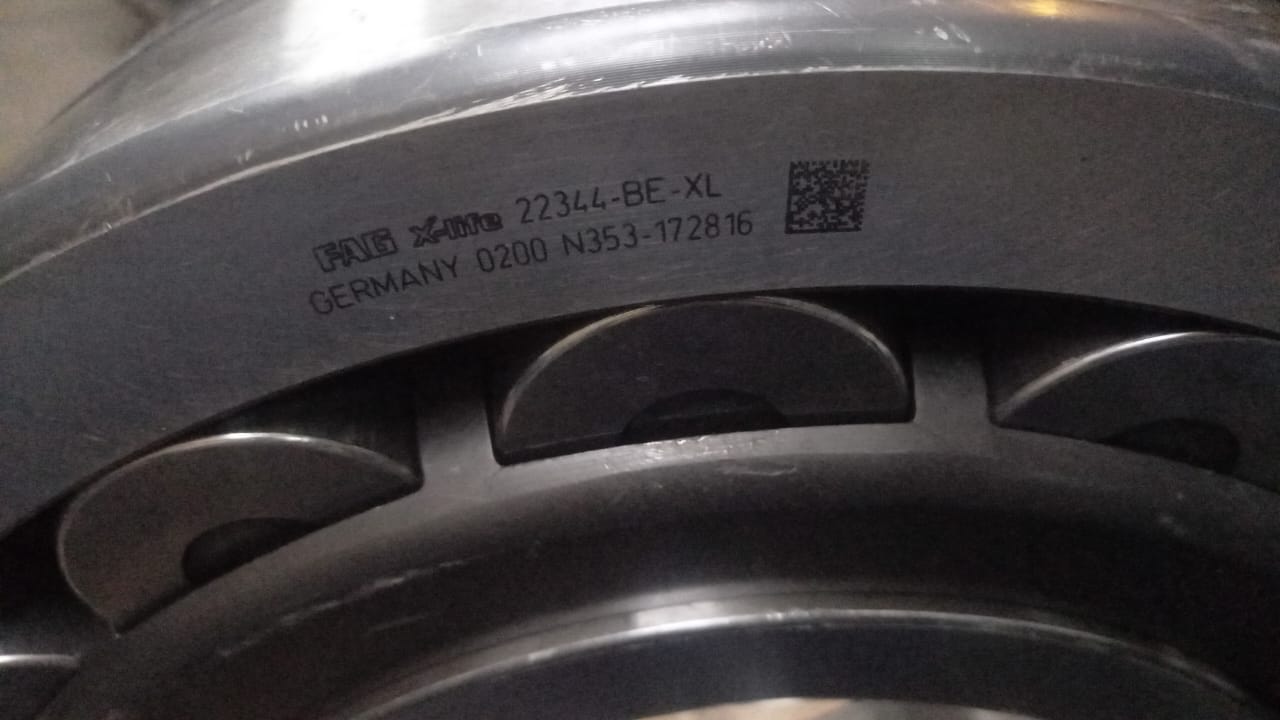 FAG X-life 22344-BE-XL
GERMANY 0200 N353-172816